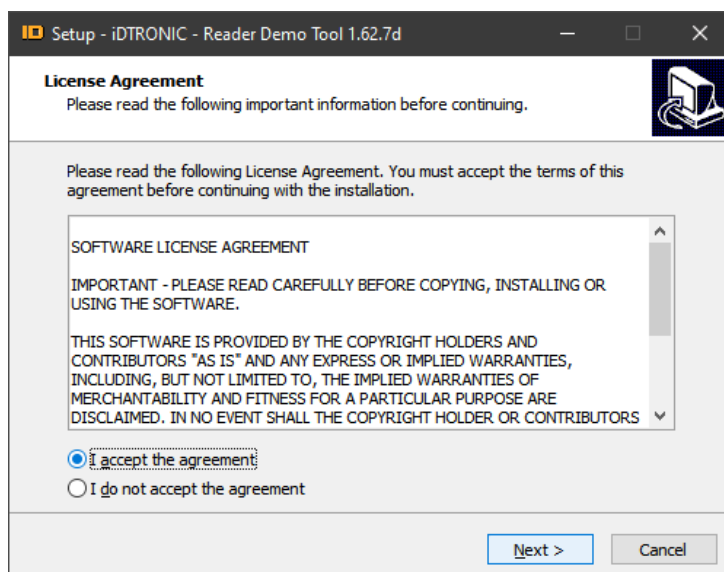 ID Setup - iDTRONIC - Reader Demo Tool 1.62.7d
License Agreement
Please read the following important information before continuing.
Please read the following License Agreement. You must accept the terms of this
agreement before continuing with the installation.
SOFTWARE LICENSE AGREEMENT
IMPORTANT - PLEASE READ CAREFULLY BEFORE COPYING, INSTALLING OR
USING THE SOFTWARE.
THIS SOFTWARE IS PROVIDED BY THE COPYRIGHT HOLDERS AND
CONTRIBUTORS "AS IS" AND ANY EXPRESS OR IMPLIED WARRANTIES,
INCLUDING, BUT NOT LIMITED TO, THE IMPLIED WARRANTIES OF
MERCHANTABILITY AND FITNESS FOR A PARTICULAR PURPOSE ARE
DISCLAIMED. IN NO EVENT SHALL THE COPYRIGHT HOLDER OR CONTRIBUTORS
I accept the agreement
I do not accept the agreement
Next >
Cancel